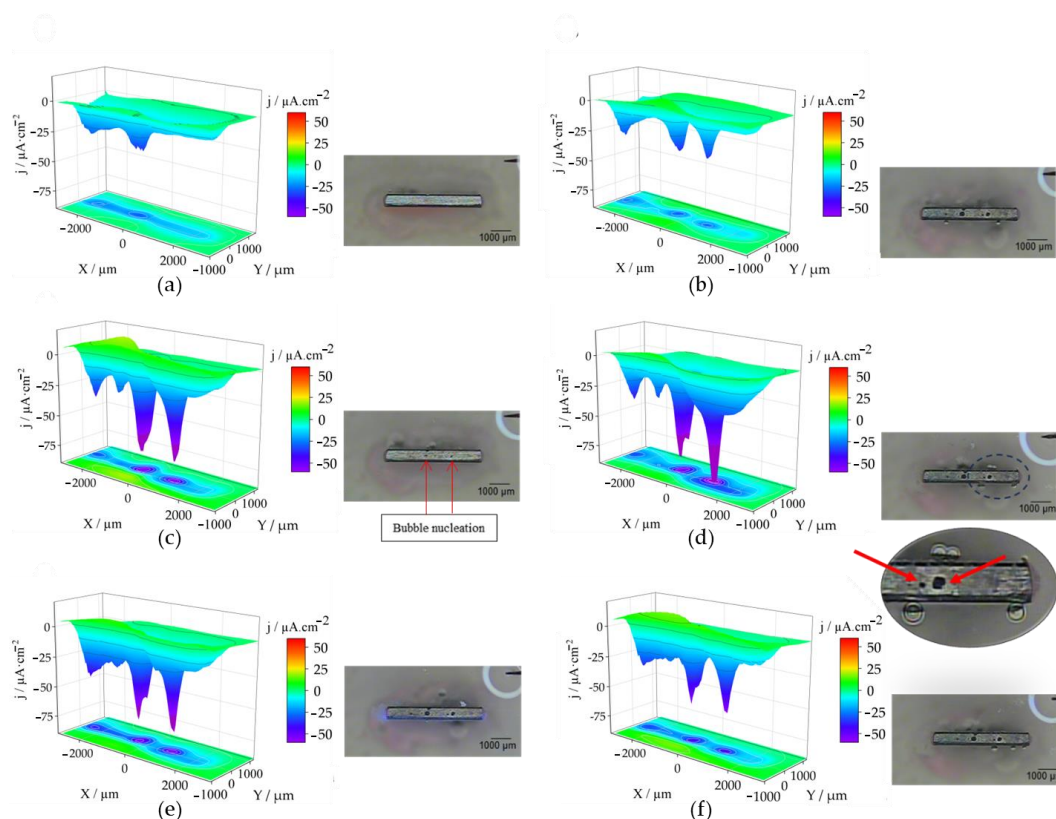 j / µA.cm⁻²
j / µA·cm⁻²
0
−25
−50
−75
50
25
0
−25
−50
−2000
0
2000
−1000
0
1000
X / µm
Y / µm
1000 µm
(a)
j / µA.cm⁻²
j / µA·cm⁻²
0
−25
−50
−75
50
25
0
−25
−50
−2000
0
2000
−1000
0
1000
X / µm
Y / µm
1000 µm
(b)
j / µA.cm⁻²
j / µA·cm⁻²
0
−25
−50
−75
50
25
0
−25
−50
−2000
0
2000
−1000
0
1000
X / µm
Y / µm
1000 µm
Bubble nucleation
(c)
j / µA.cm⁻²
j / µA·cm⁻²
0
−25
−50
−75
50
25
0
−25
−50
−2000
0
2000
−1000
0
1000
X / µm
Y / µm
1000 µm
(d)
j / µA.cm⁻²
j / µA·cm⁻²
0
−25
−50
−75
50
25
0
−25
−50
−2000
0
2000
−1000
0
1000
X / µm
Y / µm
1000 µm
(e)
j / µA.cm⁻²
j / µA·cm⁻²
0
−25
−50
−75
50
25
0
−25
−50
−2000
0
2000
−1000
0
1000
X / µm
Y / µm
1000 µm
(f)